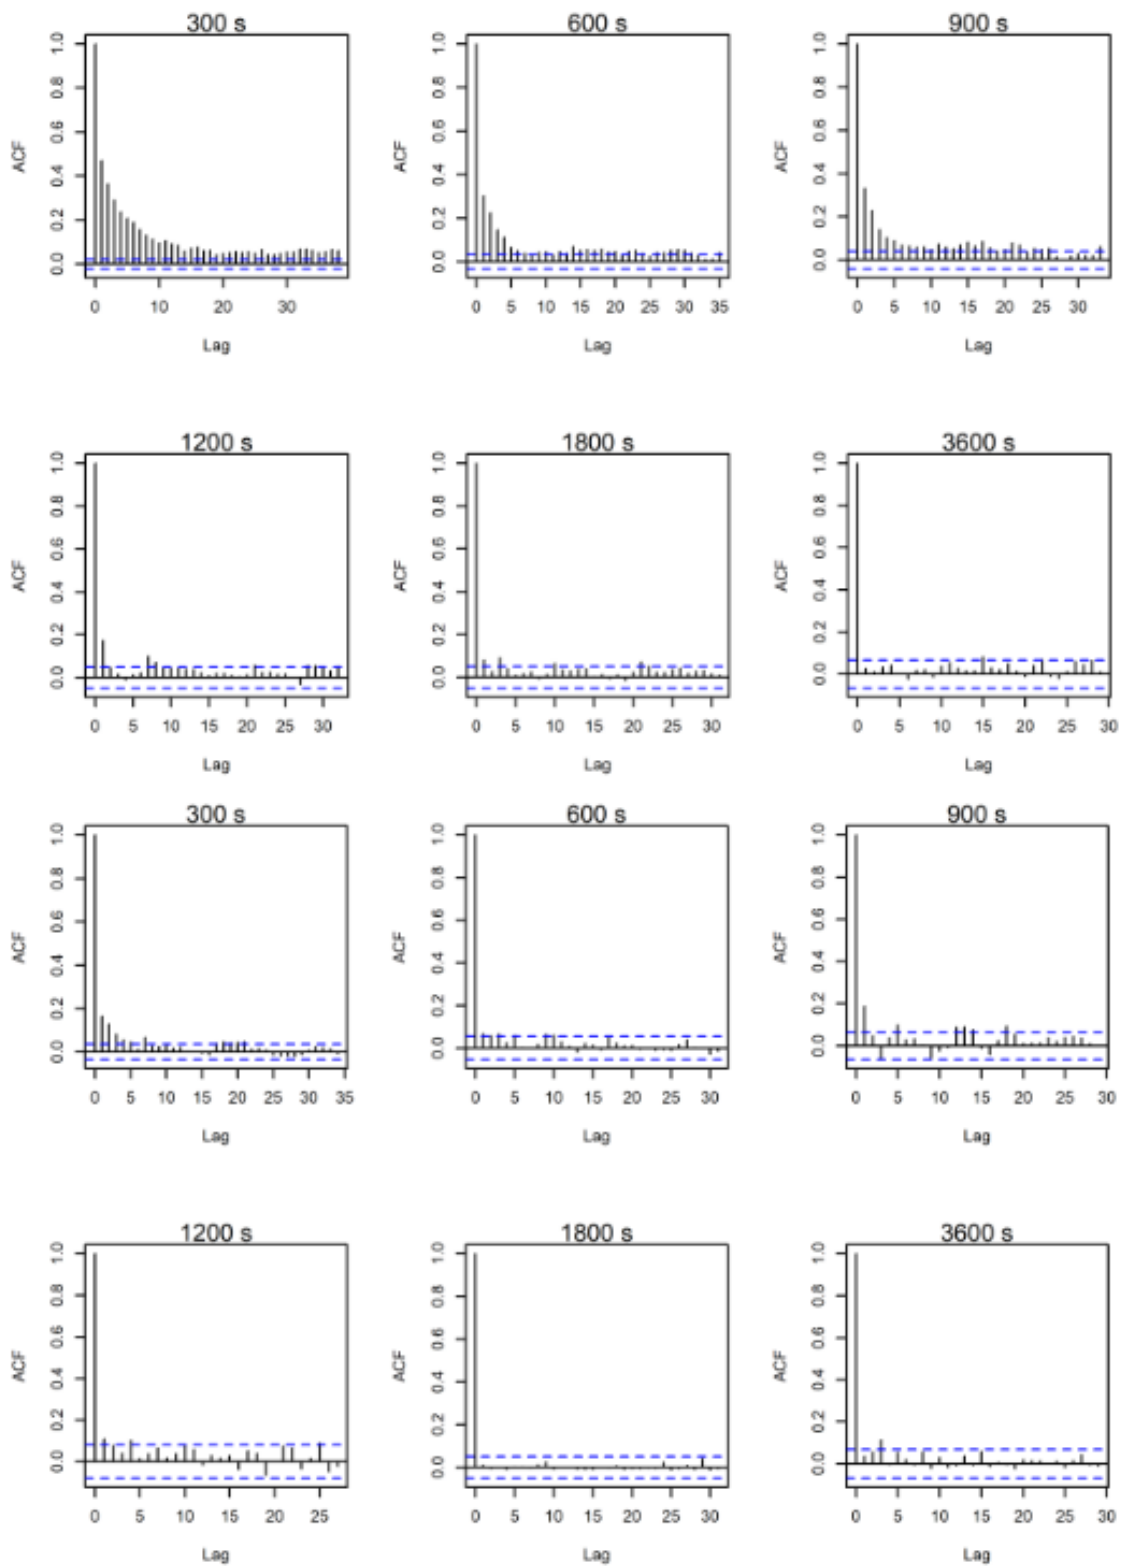 300 s 600 s 900 s
ACF 0.0 0.2 0.4 0.6 0.8 1.0 ACF 0.0 0.2 0.4 0.6 0.8 1.0 ACF 0.0 0.2 0.4 0.6 0.8 1.0
0 10 20 30 0 5 10 15 20 25 30 35 0 5 10 15 20 25 30
Lag Lag Lag
1200 s 1800 s 3600 s
ACF 0.0 0.2 0.4 0.6 0.8 1.0 ACF 0.0 0.2 0.4 0.6 0.8 1.0 ACF 0.0 0.2 0.4 0.6 0.8 1.0
0 5 10 15 20 25 30 0 5 10 15 20 25 30 0 5 10 15 20 25 30
Lag Lag Lag
300 s 600 s 900 s
ACF 0.0 0.2 0.4 0.6 0.8 1.0 ACF 0.0 0.2 0.4 0.6 0.8 1.0 ACF 0.0 0.2 0.4 0.6 0.8 1.0
0 5 10 15 20 25 30 35 0 5 10 15 20 25 30 0 5 10 15 20 25 30
Lag Lag Lag
1200 s 1800 s 3600 s
ACF 0.0 0.2 0.4 0.6 0.8 1.0 ACF 0.0 0.2 0.4 0.6 0.8 1.0 ACF 0.0 0.2 0.4 0.6 0.8 1.0
0 5 10 15 20 25 0 5 10 15 20 25 30 0 5 10 15 20 25 30
Lag Lag Lag